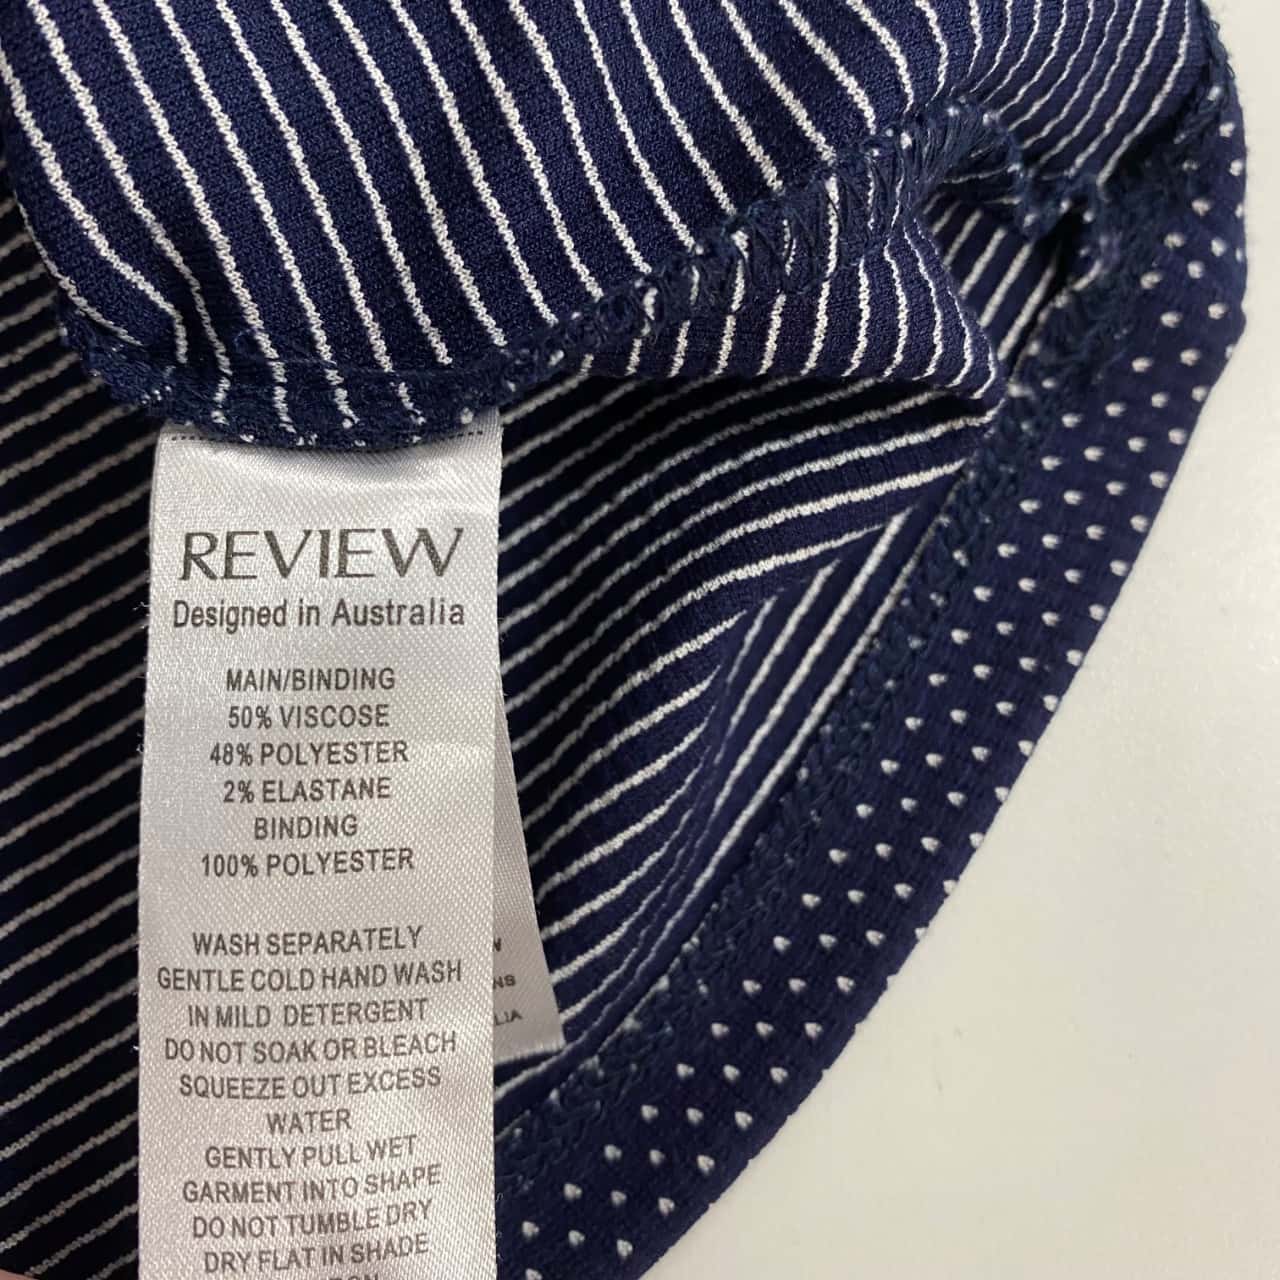 REVIEW
Designed in Australia
MAIN/BINDING
50% VISCOSE
48% POLYESTER
2% ELASTANE
BINDING
100% POLYESTER
WASH SEPARATELY
GENTLE COLD HAND WASH
IN MILD DETERGENT
DO NOT SOAK OR BLEACH
SQUEEZE OUT EXCESS
WATER
GENTLY PULL WET
GARMENT INTO SHAPE
DO NOT TUMBLE DRY
DRY FLAT IN SHADE